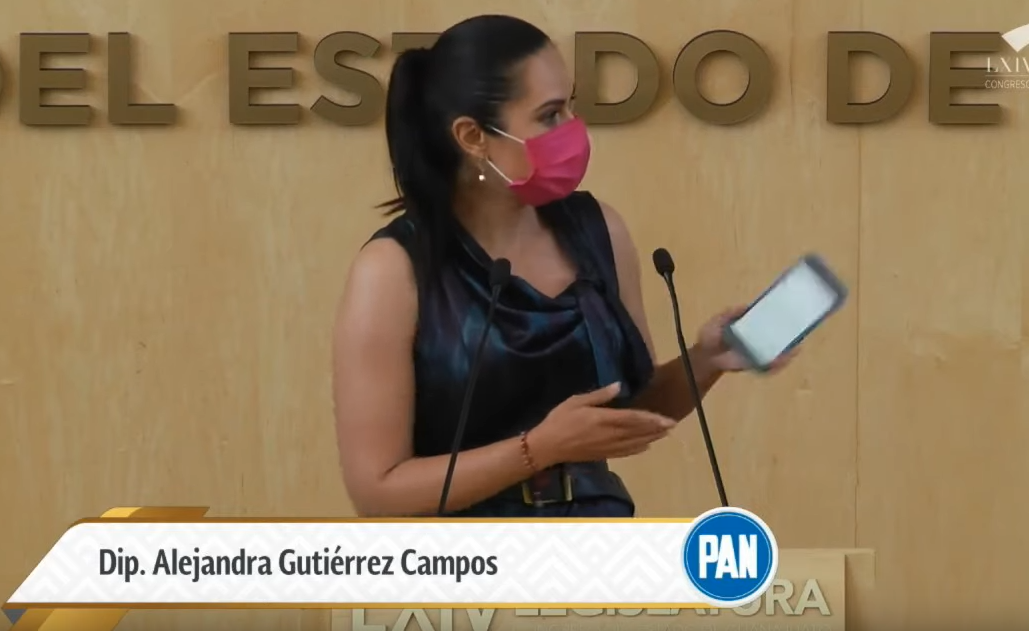 DEL ESTADO DE
LXIV
CONGRESO
Dip. Alejandra Gutiérrez Campos
PAN
LXIV LEGISLATURA